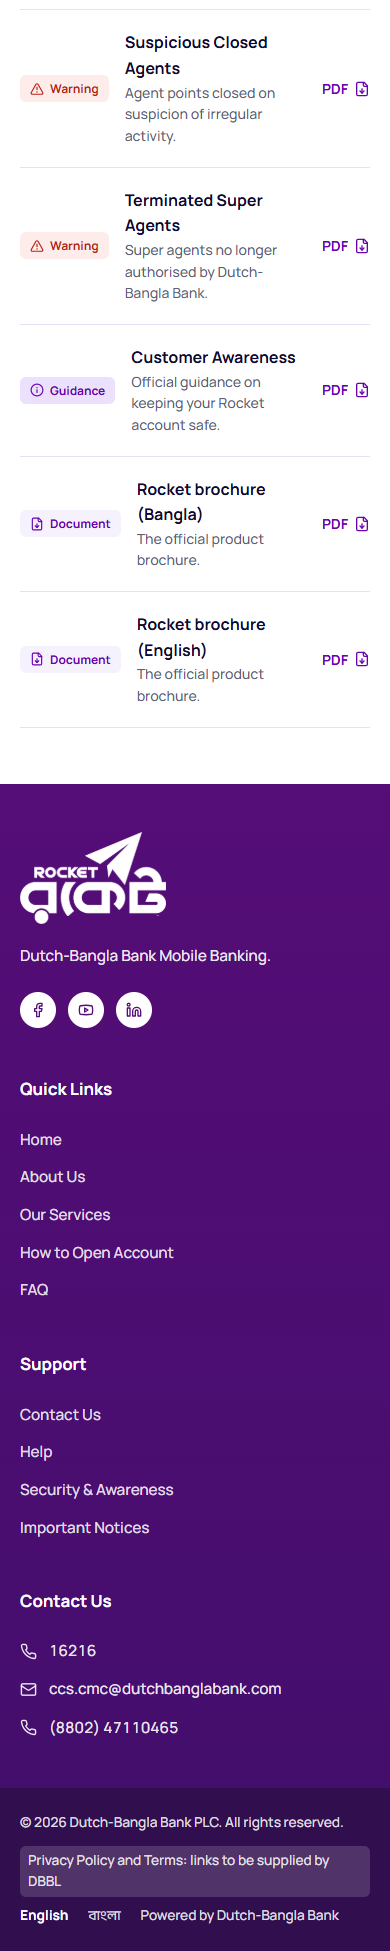 Suspicious Closed
Agents
Warning
Agent points closed on
suspicion of irregular
activity.
PDF
Terminated Super
Agents
Warning
Super agents no longer
authorised by Dutch-
Bangla Bank.
PDF
Customer Awareness
Guidance
Official guidance on
keeping your Rocket
account safe.
PDF
Rocket brochure
(Bangla)
Document
The official product
brochure.
PDF
Rocket brochure
(English)
Document
The official product
brochure.
PDF
ROCKET
রকেট
Dutch-Bangla Bank Mobile Banking.
Quick Links
Home
About Us
Our Services
How to Open Account
FAQ
Support
Contact Us
Help
Security & Awareness
Important Notices
Contact Us
16216
ccs.cmc@dutchbanglabank.com
(8802) 47110465
© 2026 Dutch-Bangla Bank PLC. All rights reserved.
Privacy Policy and Terms: links to be supplied by
DBBL
English বাংলা Powered by Dutch-Bangla Bank